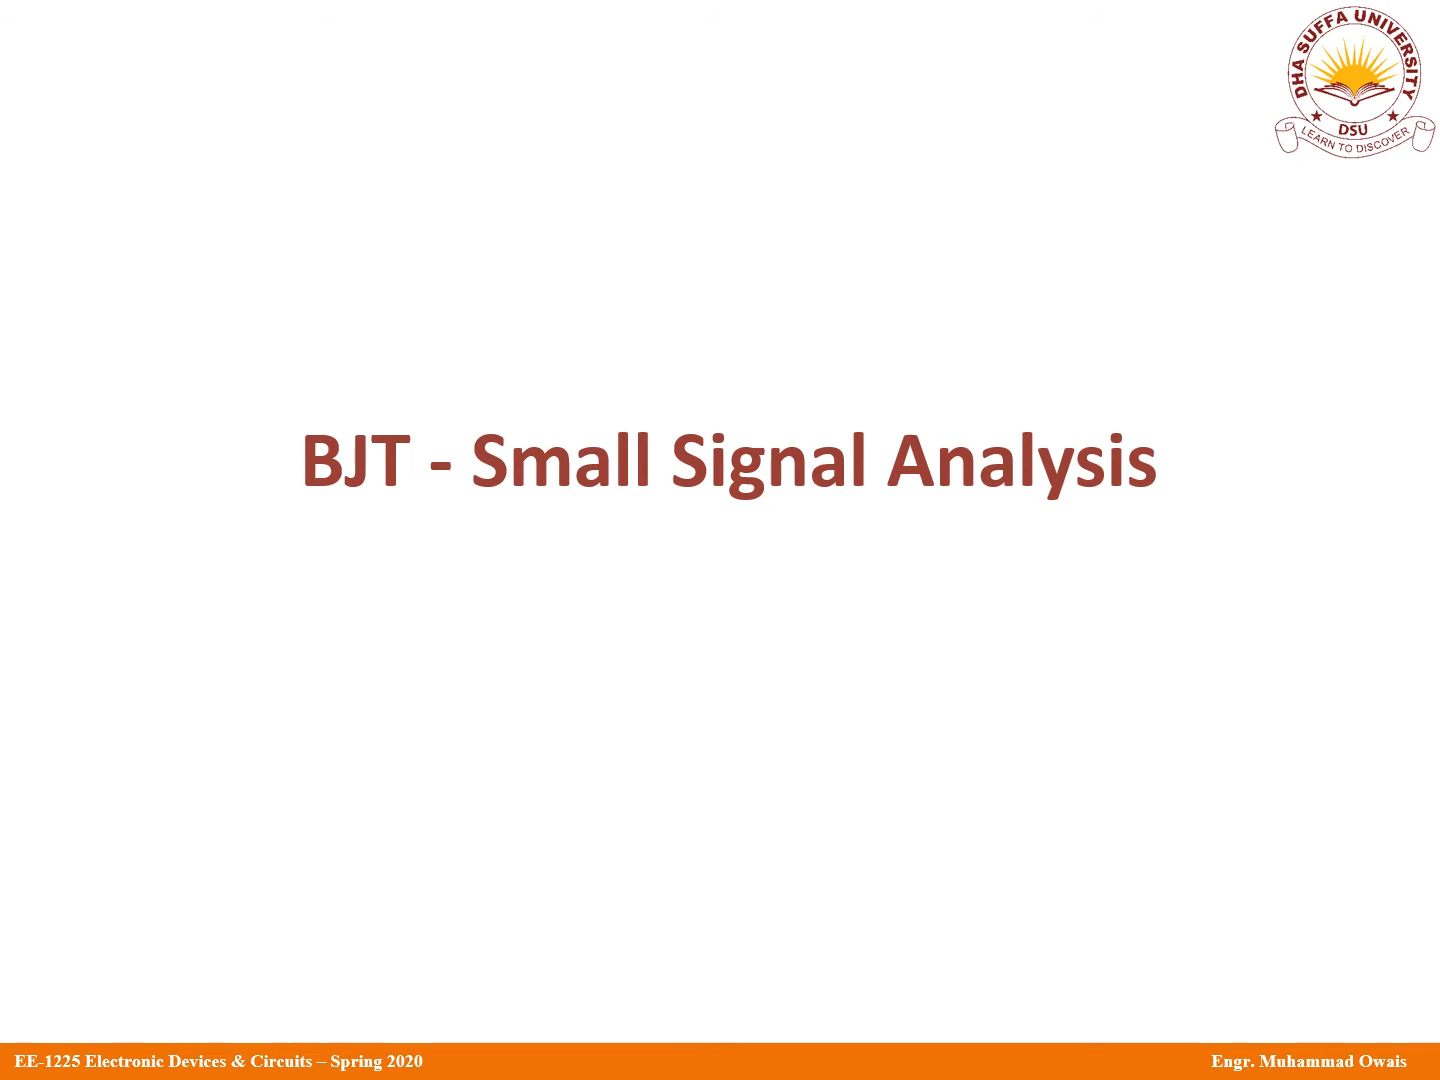 DHA SUFFA UNIVERSITY
DSU
LEARN TO DISCOVER
BJT - Small Signal Analysis
EE-1225 Electronic Devices & Circuits – Spring 2020
Engr. Muhammad Owais